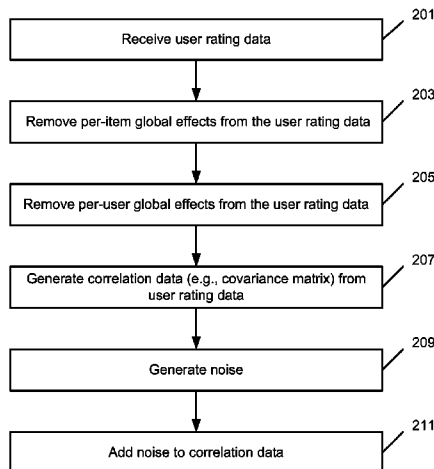 201
Receive user rating data
203
Remove per-item global effects from the user rating data
205
Remove per-user global effects from the user rating data
207
Generate correlation data (e.g., covariance matrix) from
user rating data
209
Generate noise
211
Add noise to correlation data